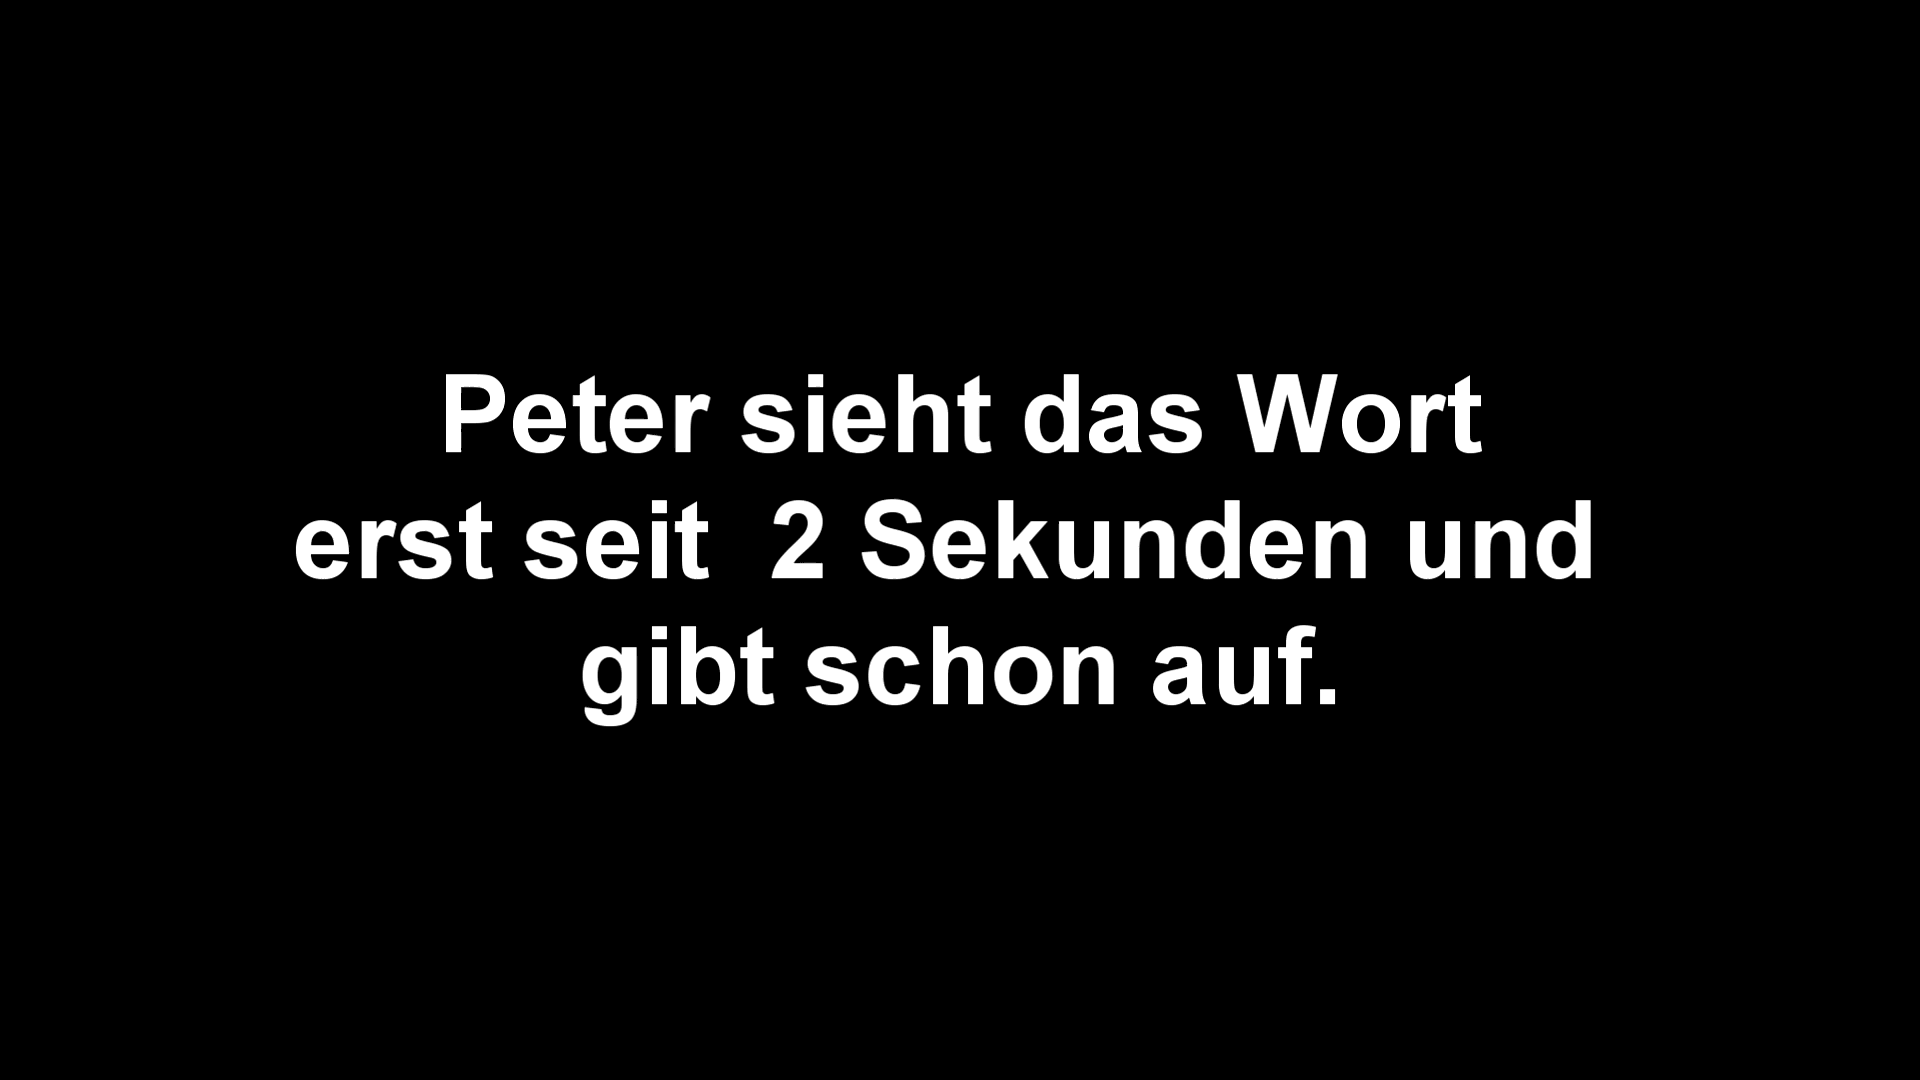 Peter sieht das Wort
erst seit  2 Sekunden und
gibt schon auf.